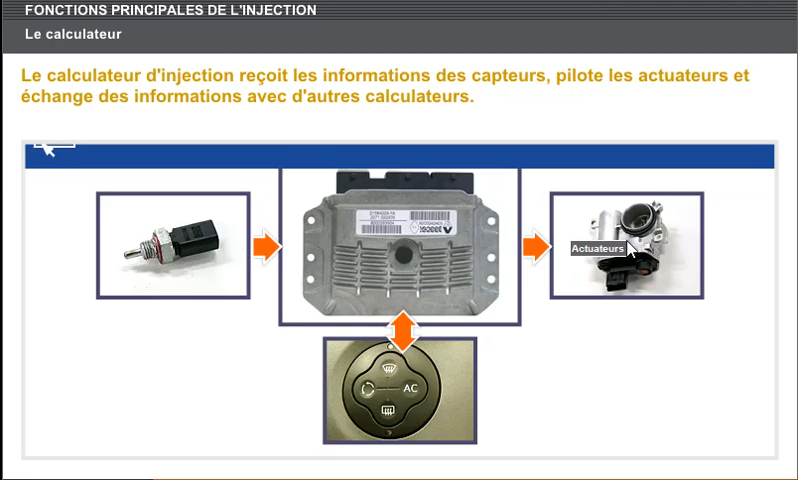 FONCTIONS PRINCIPALES DE L'INJECTION
Le calculateur
Le calculateur d'injection reçoit les informations des capteurs, pilote les actuateurs et
échange des informations avec d'autres calculateurs.
Actuateurs
AC